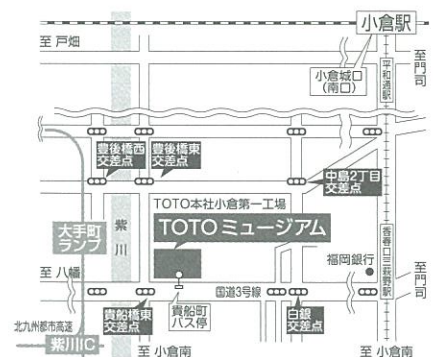 小倉駅
至 戸畑
小倉城口
(南口)
平和通駅
至門司
豊後橋西
交差点
豊後橋東
交差点
中島2丁目
交差点
TOTO本社小倉第一工場
TOTOミュージアム
大手町
ランプ
紫川
香春口三萩野駅
福岡銀行
至 八幡
国道3号線
至門司
貴船橋東
交差点
貴船町
バス停
白銀
交差点
北九州都市高速
紫川IC
至 小倉南
至 小倉南